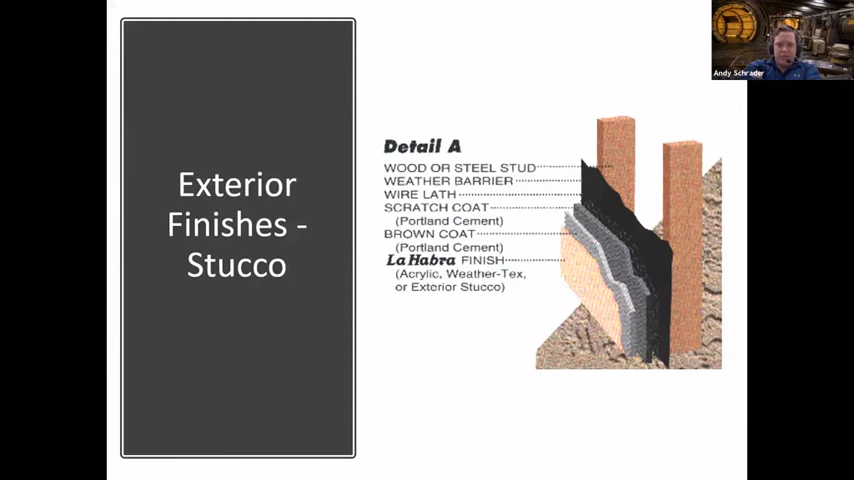 Exterior
Finishes -
Stucco
Detail A
WOOD OR STEEL STUD
WEATHER BARRIER
WIRE LATH
SCRATCH COAT
(Portland Cement)
BROWN COAT
(Portland Cement)
La Habra FINISH
(Acrylic, Weather-Tex,
or Exterior Stucco)
Andy Schrader